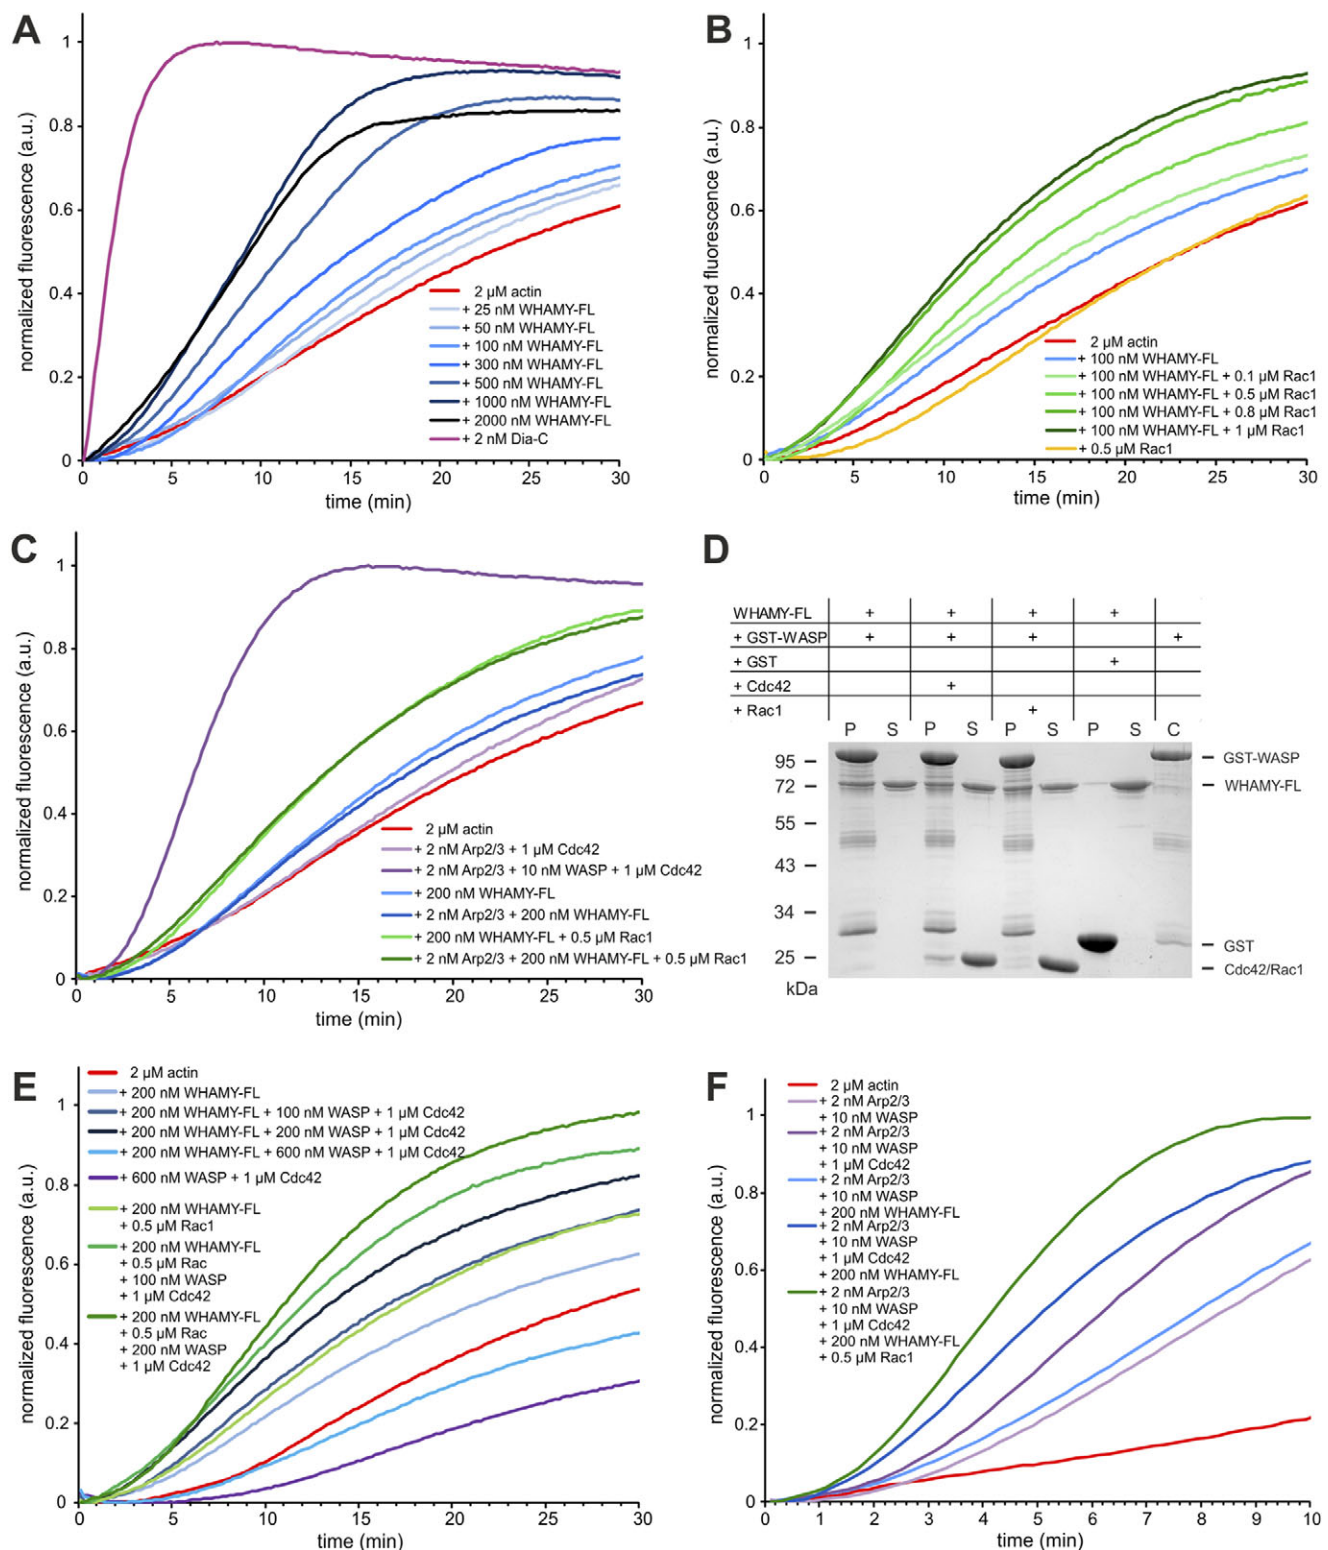 A
normalized fluorescence (a.u.)
1
0.8
0.6
0.4
0.2
0
0 5 10 15 20 25 30
time (min)
2 µM actin
+ 25 nM WHAMY-FL
+ 50 nM WHAMY-FL
+ 100 nM WHAMY-FL
+ 300 nM WHAMY-FL
+ 500 nM WHAMY-FL
+ 1000 nM WHAMY-FL
+ 2000 nM WHAMY-FL
+ 2 nM Dia-C
B
normalized fluorescence (a.u.)
1
0.8
0.6
0.4
0.2
0
0 5 10 15 20 25 30
time (min)
2 µM actin
+ 100 nM WHAMY-FL
+ 100 nM WHAMY-FL + 0.1 µM Rac1
+ 100 nM WHAMY-FL + 0.5 µM Rac1
+ 100 nM WHAMY-FL + 0.8 µM Rac1
+ 100 nM WHAMY-FL + 1 µM Rac1
+ 0.5 µM Rac1
C
normalized fluorescence (a.u.)
1
0.8
0.6
0.4
0.2
0
0 5 10 15 20 25 30
time (min)
2 µM actin
+ 2 nM Arp2/3 + 1 µM Cdc42
+ 2 nM Arp2/3 + 10 nM WASP + 1 µM Cdc42
+ 200 nM WHAMY-FL
+ 2 nM Arp2/3 + 200 nM WHAMY-FL
+ 200 nM WHAMY-FL + 0.5 µM Rac1
+ 2 nM Arp2/3 + 200 nM WHAMY-FL + 0.5 µM Rac1
D
WHAMY-FL + + + +
+ GST-WASP + + + +
+ GST +
+ Cdc42 +
+ Rac1 +
P S P S P S P S C
95
72
55
43
34
25
kDa
GST-WASP
WHAMY-FL
GST
Cdc42/Rac1
E
normalized fluorescence (a.u.)
1
0.8
0.6
0.4
0.2
0
0 5 10 15 20 25 30
time (min)
2 µM actin
+ 200 nM WHAMY-FL
+ 200 nM WHAMY-FL + 100 nM WASP + 1 µM Cdc42
+ 200 nM WHAMY-FL + 200 nM WASP + 1 µM Cdc42
+ 200 nM WHAMY-FL + 600 nM WASP + 1 µM Cdc42
+ 600 nM WASP + 1 µM Cdc42
+ 200 nM WHAMY-FL
+ 0.5 µM Rac1
+ 200 nM WHAMY-FL
+ 0.5 µM Rac
+ 100 nM WASP
+ 1 µM Cdc42
+ 200 nM WHAMY-FL
+ 0.5 µM Rac
+ 200 nM WASP
+ 1 µM Cdc42
F
normalized fluorescence (a.u.)
1
0.8
0.6
0.4
0.2
0
0 1 2 3 4 5 6 7 8 9 10
time (min)
2 µM actin
+ 2 nM Arp2/3
+ 10 nM WASP
+ 2 nM Arp2/3
+ 10 nM WASP
+ 1 µM Cdc42
+ 2 nM Arp2/3
+ 10 nM WASP
+ 200 nM WHAMY-FL
+ 2 nM Arp2/3
+ 10 nM WASP
+ 1 µM Cdc42
+ 200 nM WHAMY-FL
+ 2 nM Arp2/3
+ 10 nM WASP
+ 1 µM Cdc42
+ 200 nM WHAMY-FL
+ 0.5 µM Rac1